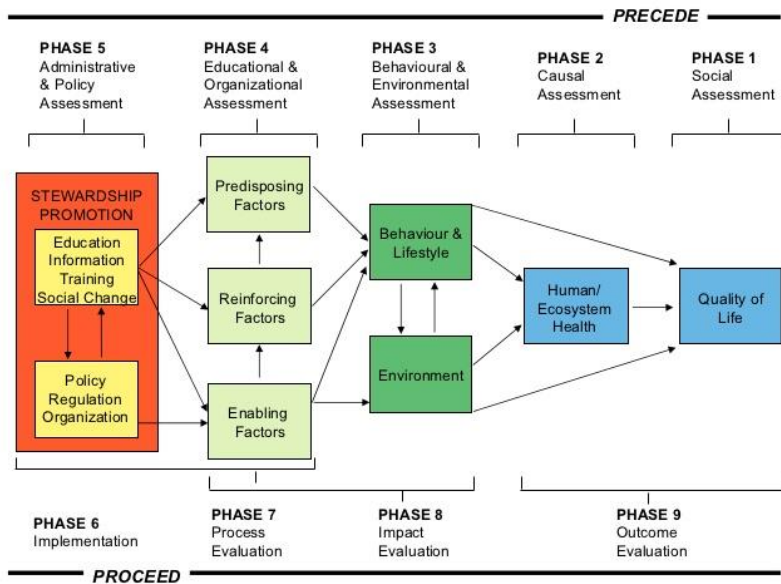 PRECEDE
PHASE 5
Administrative
& Policy
Assessment
PHASE 4
Educational &
Organizational
Assessment
PHASE 3
Behavioural &
Environmental
Assessment
PHASE 2
Causal
Assessment
PHASE 1
Social
Assessment
STEWARDSHIP
PROMOTION
Education
Information
Training
Social Change
Policy
Regulation
Organization
Predisposing
Factors
Reinforcing
Factors
Enabling
Factors
Behaviour &
Lifestyle
Environment
Human/
Ecosystem
Health
Quality of
Life
PHASE 6
Implementation
PHASE 7
Process
Evaluation
PHASE 8
Impact
Evaluation
PHASE 9
Outcome
Evaluation
PROCEED